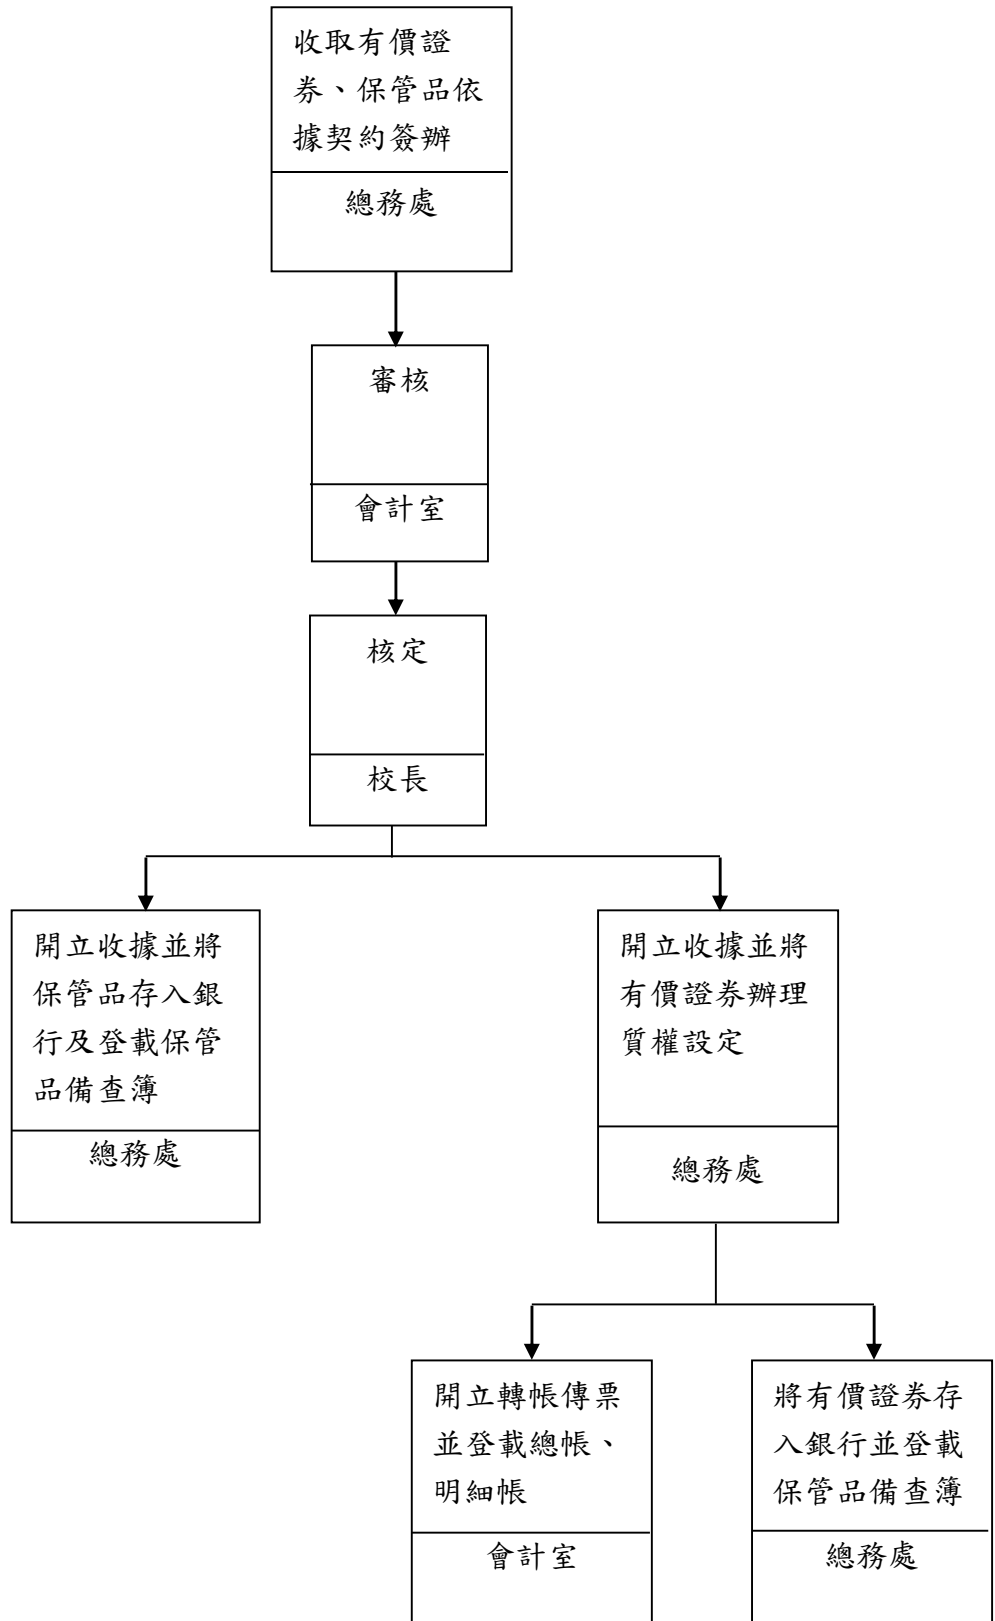 收取有價證
券、保管品依
據契約簽辦
總務處
審核
會計室
核定
校長
開立收據並將
保管品存入銀
行及登載保管
品備查簿
總務處
開立收據並將
有價證券辦理
質權設定
總務處
開立轉帳傳票
並登載總帳、
明細帳
會計室
將有價證券存
入銀行並登載
保管品備查簿
總務處